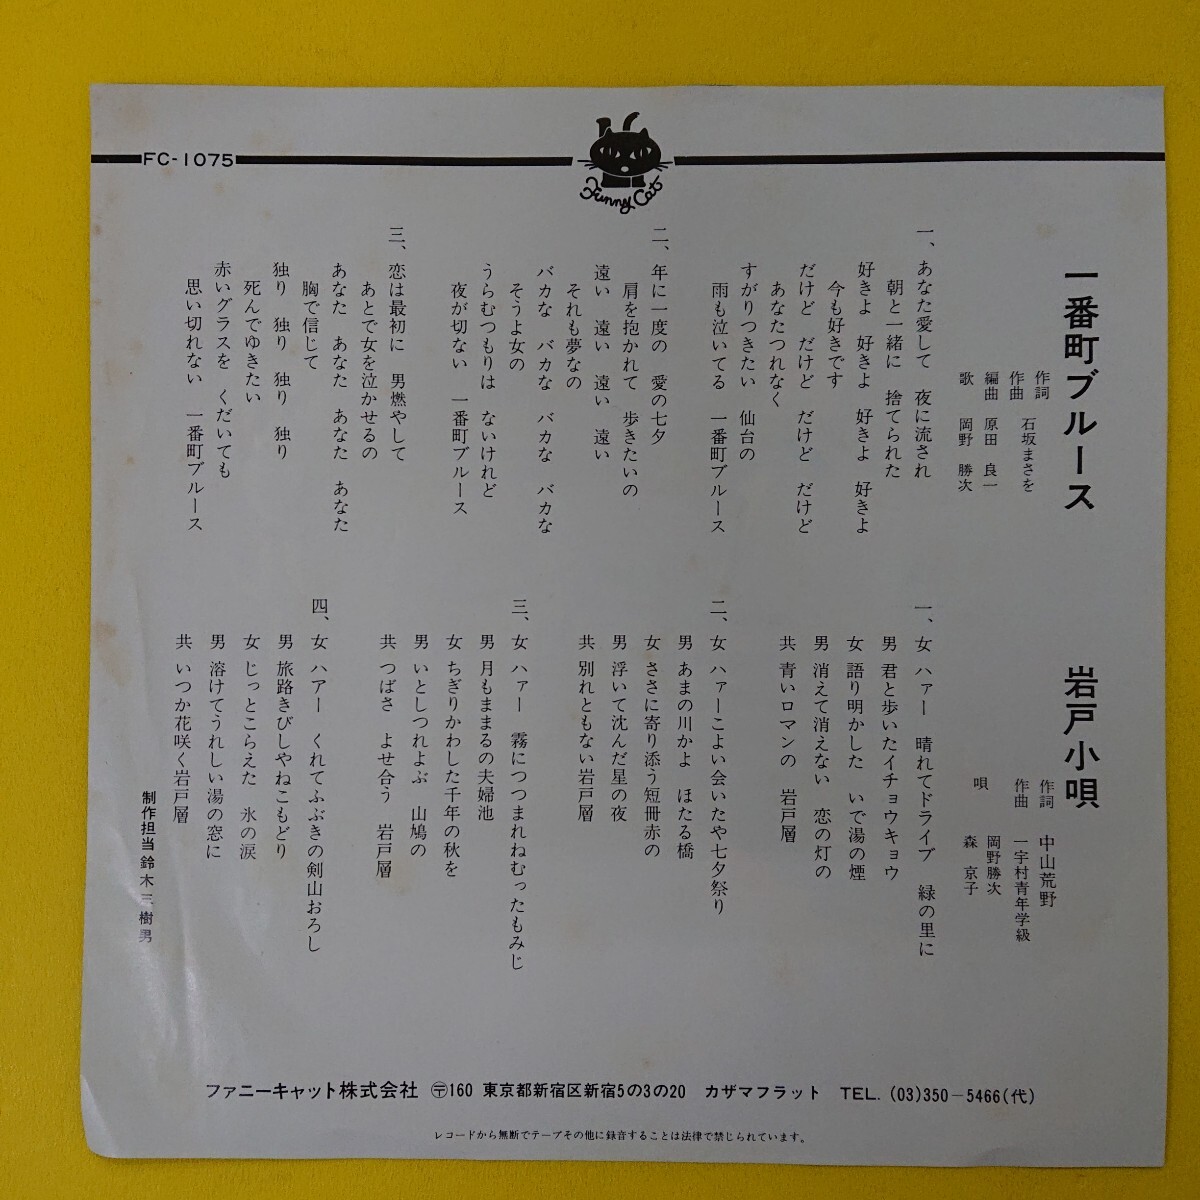 FC-1075
Funny Cat
一番町ブルース
作詞
作曲 石坂まさを
編曲 原田 良一
歌 岡野 勝次
一、あなた愛して 夜に流され
朝と一緒に 捨てられた
好きよ 好きよ 好きよ 好きよ
今も好きです
だけど だけど だけど だけど
あなたつれなく
すがりつきたい 仙台の
雨も泣いてる 一番町ブルース
二、年に一度の 愛の七夕
肩を抱かれて 歩きたいの
遠い 遠い 遠い 遠い
それも夢なの
バカな バカな バカな バカな
そうよ女の
うらむつもりは ないけれど
夜が切ない 一番町ブルース
三、恋は最初に 男燃やして
あとで女を泣かせるの
あなた あなた あなた あなた
胸で信じて
独り 独り 独り 独り
死んでゆきたい
赤いグラスを くだいても
思い切れない 一番町ブルース
岩戸小唄
作詞 中山荒野
作曲 一宇村青年学級
唄 岡野勝次
森 京子
一、女 ハァー 晴れてドライブ 緑の里に
男 君と歩いたイチョウキョウ
女 語り明かした いで湯の煙
男 消えて消えない 恋の灯の
共 青いロマンの 岩戸層
二、女 ハァーこよい会いたや七夕祭り
男 あまの川かよ ほたる橋
女 ささに寄り添う短冊赤の
男 浮いて沈んだ星の夜
共 別れともない岩戸層
三、女 ハァー 霧につつまれねむったもみじ
男 月もままるの夫婦池
女 ちぎりかわした千年の秋を
男 いとしつれよぶ 山鳩の
共 つばさ よせ合う 岩戸層
四、女 ハアー くれてふぶきの剣山おろし
男 旅路きびしやねこもどり
女 じっとこらえた 氷の涙
男 溶けてうれしい湯の窓に
共 いつか花咲く岩戸層
制作担当 鈴木三樹男
ファニーキャット株式会社 〶160 東京都新宿区新宿5の3の20 カザマフラット TEL. (03)350-5466(代)
レコードから無断でテープその他に録音することは法律で禁じられています。